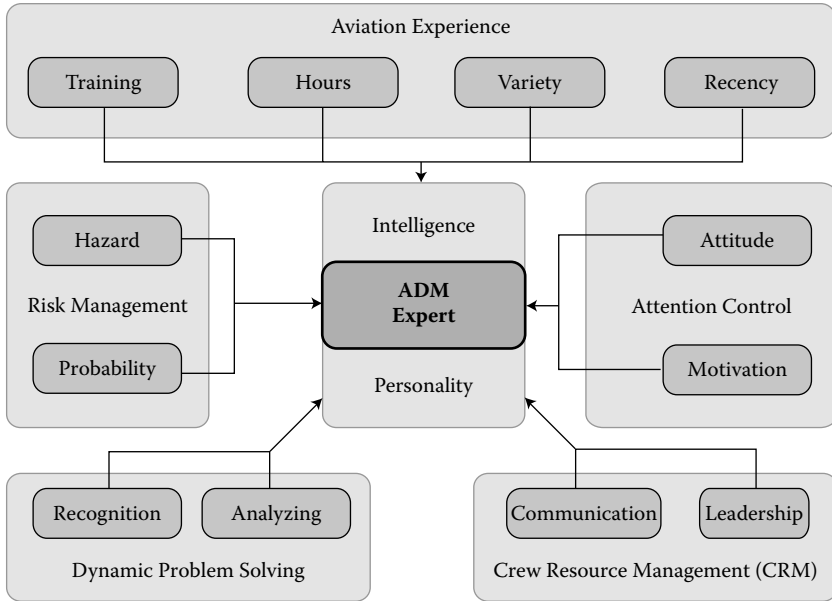 Aviation Experience
Training
Hours
Variety
Recency
Hazard
Risk Management
Probability
Intelligence
ADM
Expert
Personality
Attitude
Attention Control
Motivation
Recognition
Analyzing
Dynamic Problem Solving
Communication
Leadership
Crew Resource Management (CRM)